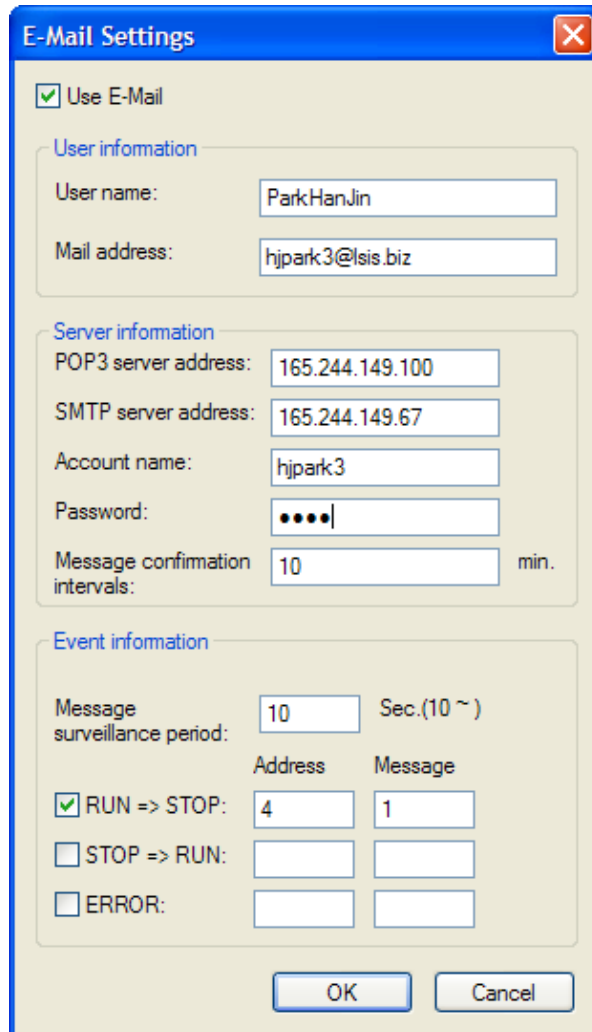 E-Mail Settings
Use E-Mail
User information
User name: ParkHanJin
Mail address: hjpark3@lsis.biz
Server information
POP3 server address: 165.244.149.100
SMTP server address: 165.244.149.67
Account name: hjpark3
Password: ●●●●
Message confirmation
intervals: 10 min.
Event information
Message
surveillance period: 10 Sec.(10 ~ )
Address Message
RUN => STOP: 4 1
STOP => RUN:
ERROR:
OK Cancel